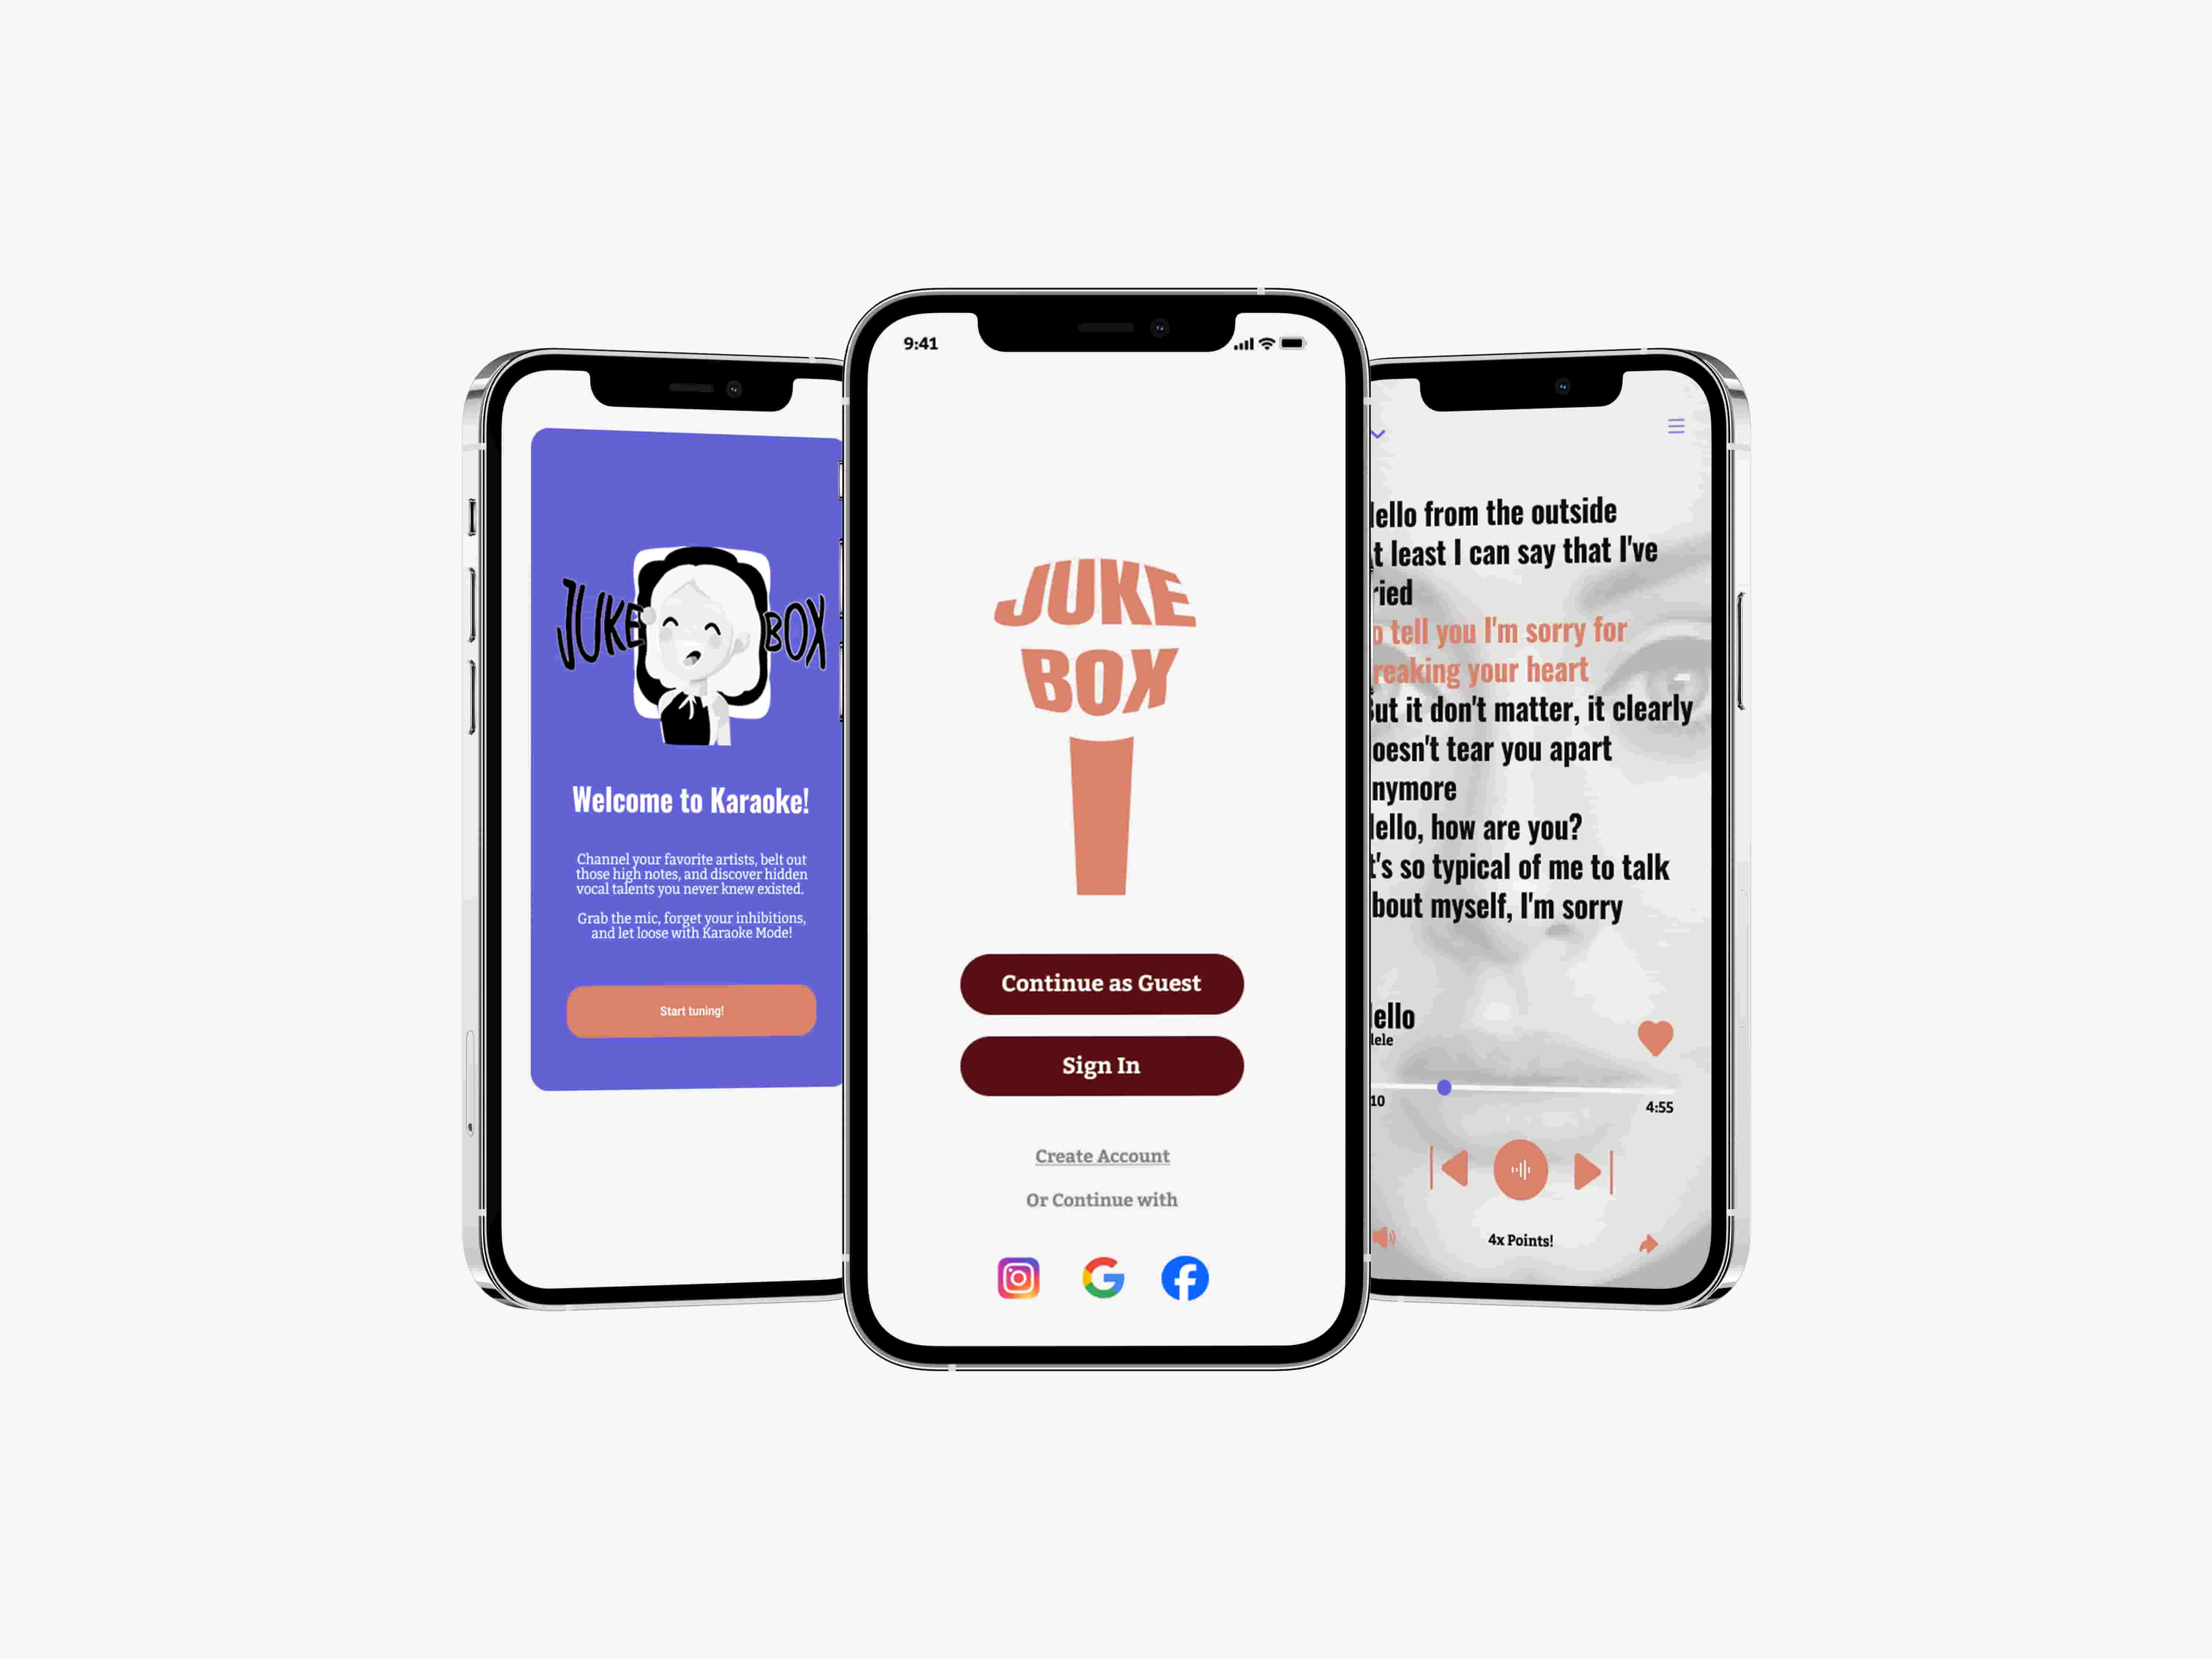 JUKE BOX
Welcome to Karaoke!
Channel your favorite artists, belt out
those high notes, and discover hidden
vocal talents you never knew existed.
Grab the mic, forget your inhibitions,
and let loose with Karaoke Mode!
Start tuning!
9:41
JUKE
BOX
Continue as Guest
Sign In
Create Account
Or Continue with
ello from the outside
t least I can say that I've
ried
o tell you I'm sorry for
reaking your heart
ut it don't matter, it clearly
oesn't tear you apart
nymore
ello, how are you?
t's so typical of me to talk
bout myself, I'm sorry
ello
dele
10
4:55
4x Points!